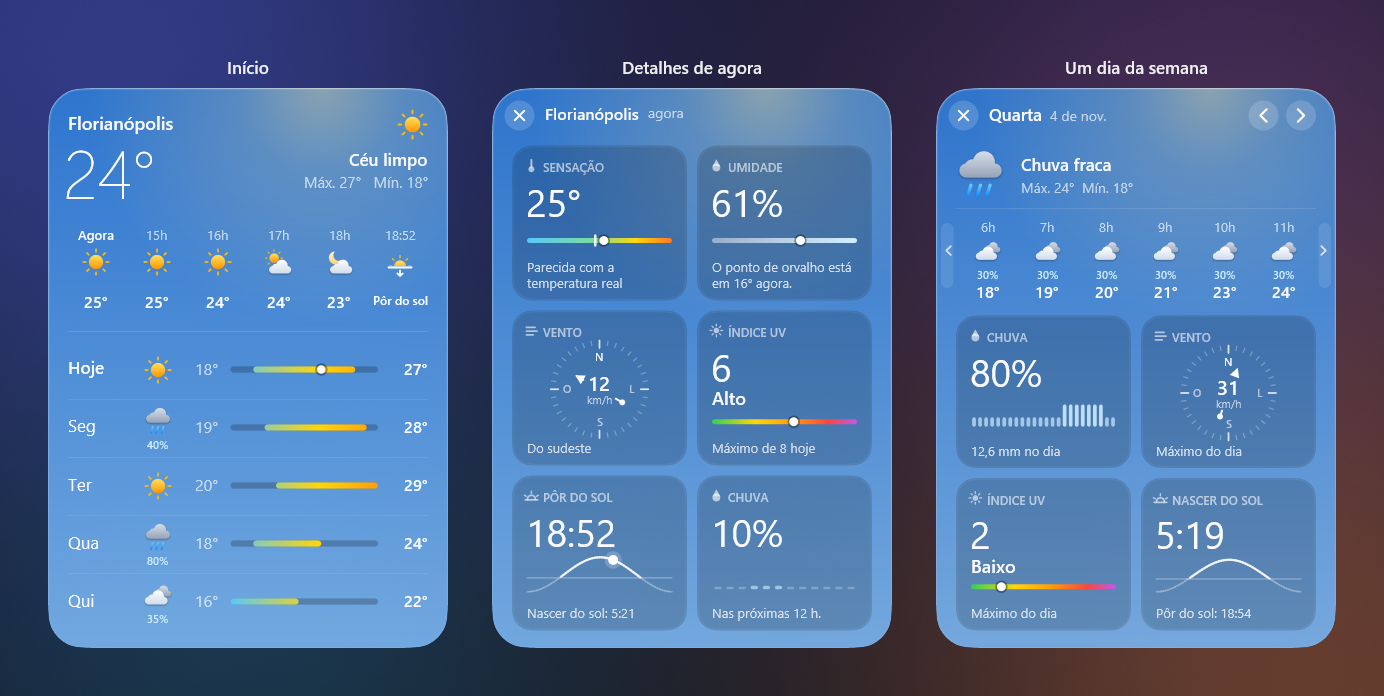 Início
Florianópolis
24°
Céu limpo
Máx. 27° Mín. 18°
Agora 15h 16h 17h 18h 18:52
25° 25° 24° 24° 23° Pôr do sol
Hoje 18° 27°
Seg 40% 19° 28°
Ter 20° 29°
Qua 80% 18° 24°
Qui 35% 16° 22°
Detalhes de agora
Florianópolis agora
SENSAÇÃO
25°
Parecida com a
temperatura real
UMIDADE
61%
O ponto de orvalho está
em 16° agora.
VENTO
N
O 12 L
km/h
S
Do sudeste
ÍNDICE UV
6
Alto
Máximo de 8 hoje
PÔR DO SOL
18:52
Nascer do sol: 5:21
CHUVA
10%
Nas próximas 12 h.
Um dia da semana
Quarta 4 de nov.
Chuva fraca
Máx. 24° Mín. 18°
6h 7h 8h 9h 10h 11h
30% 30% 30% 30% 30% 30%
18° 19° 20° 21° 23° 24°
CHUVA
80%
12,6 mm no dia
VENTO
N
O 31 L
km/h
S
Máximo do dia
ÍNDICE UV
2
Baixo
Máximo do dia
NASCER DO SOL
5:19
Pôr do sol: 18:54